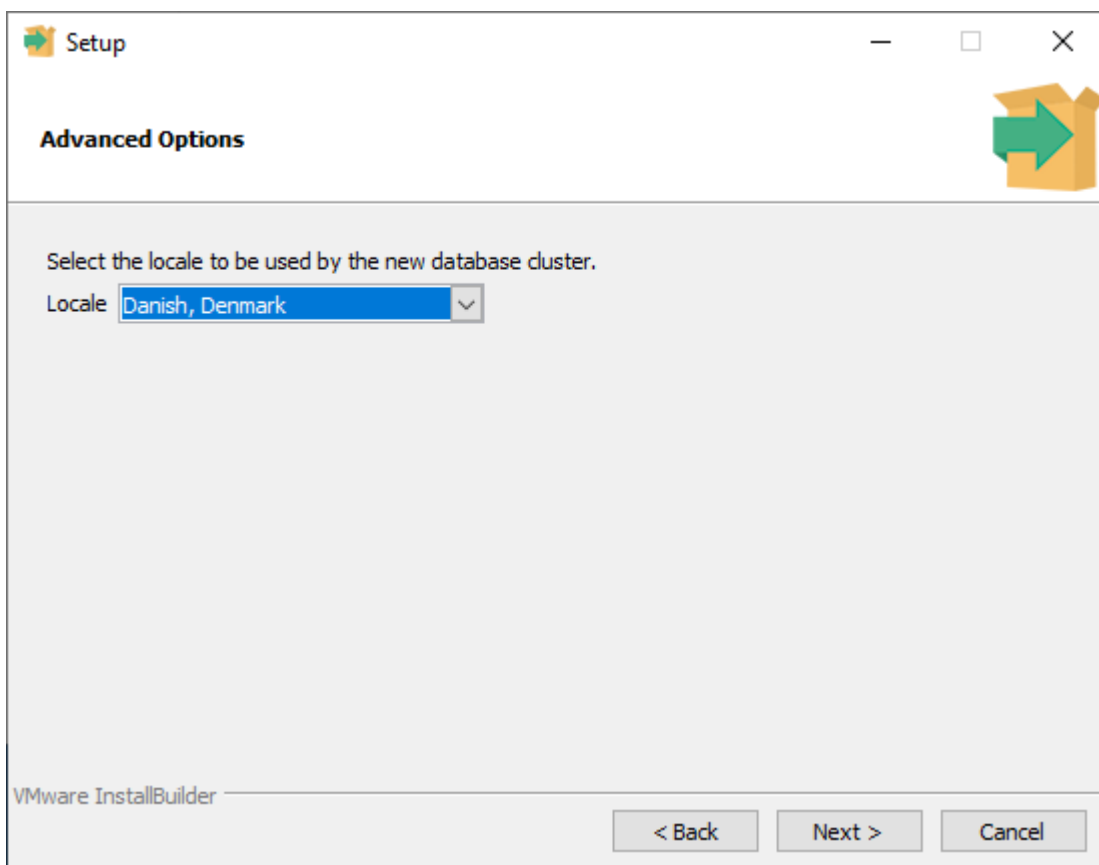 Setup
Advanced Options
Select the locale to be used by the new database cluster.
Locale Danish, Denmark
VMware InstallBuilder
< Back Next > Cancel